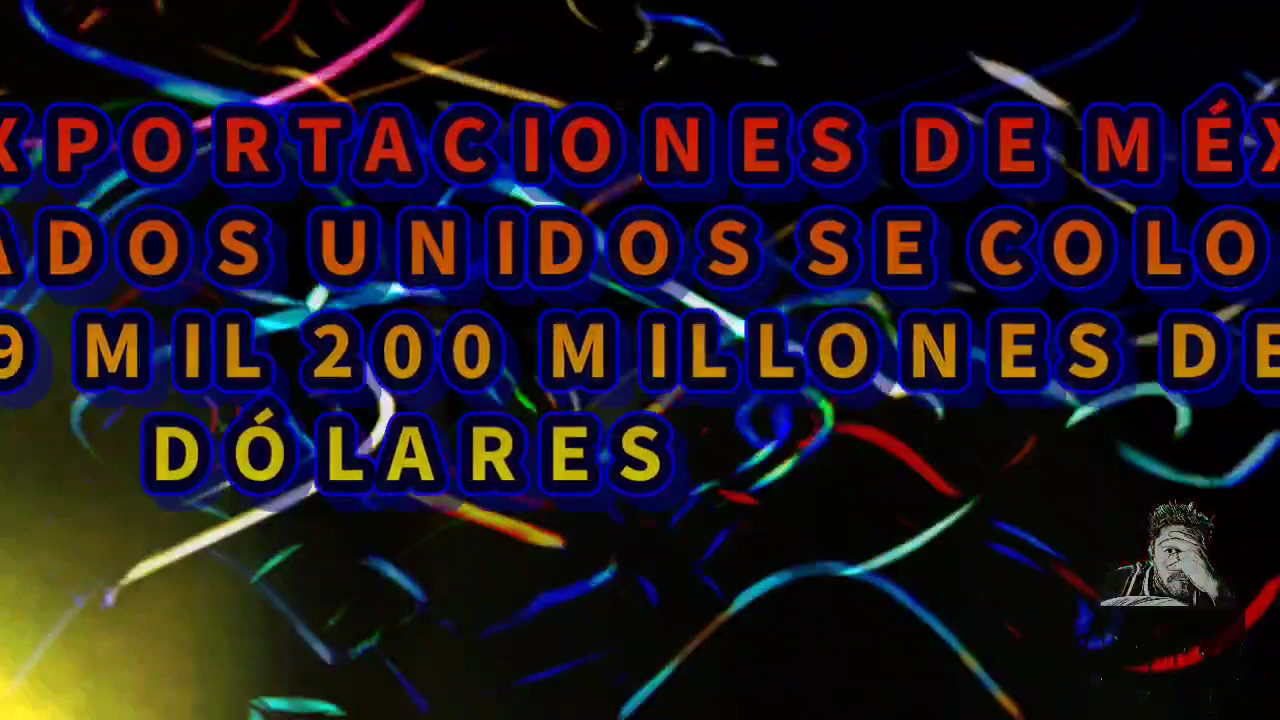 XPORTACIONES DE MÉX
ADOS UNIDOS SE COLO
9 MIL 200 MILLONES DE
DÓLARES